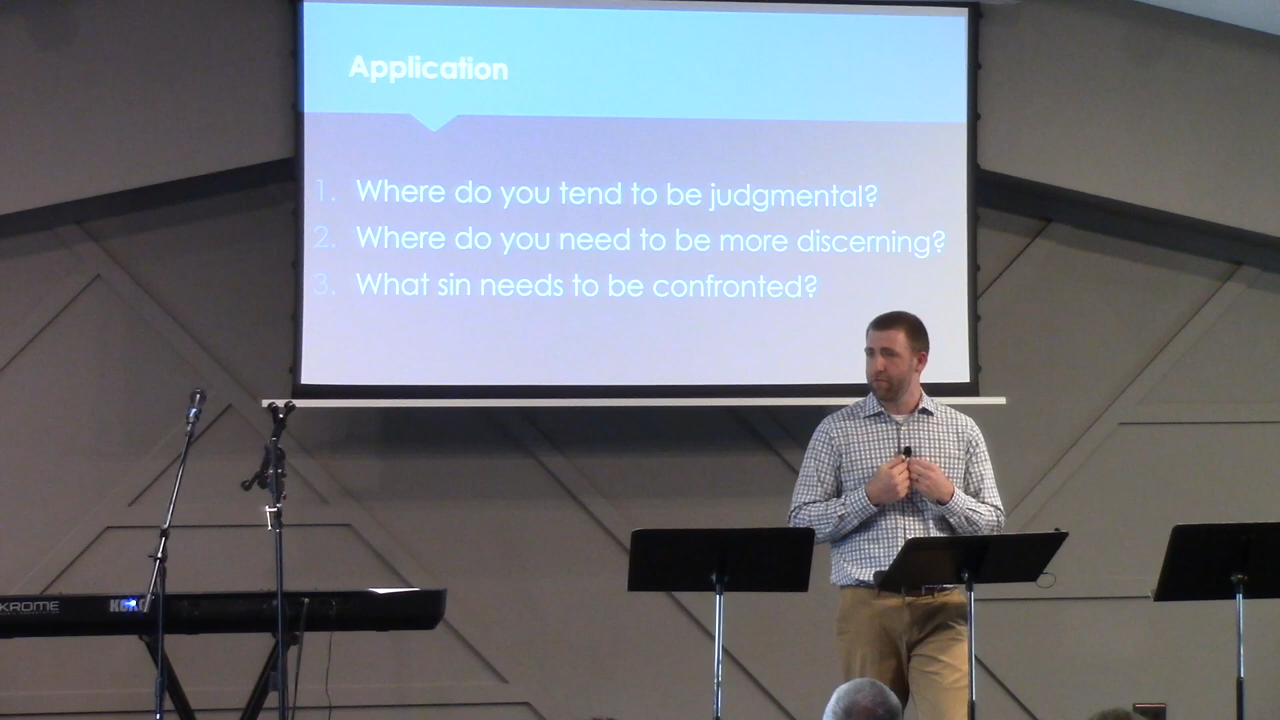 Application
1. Where do you tend to be judgmental?
2. Where do you need to be more discerning?
3. What sin needs to be confronted?
KROME
KORG